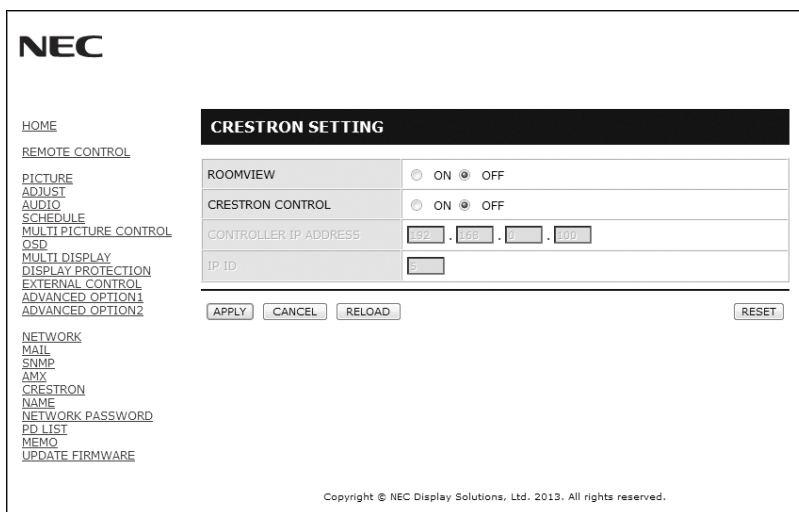 NEC
HOME
REMOTE CONTROL
PICTURE
ADJUST
AUDIO
SCHEDULE
MULTI PICTURE CONTROL
OSD
MULTI DISPLAY
DISPLAY PROTECTION
EXTERNAL CONTROL
ADVANCED OPTION1
ADVANCED OPTION2
NETWORK
MAIL
SNMP
AMX
CRESTRON
NAME
NETWORK PASSWORD
PD LIST
MEMO
UPDATE FIRMWARE
CRESTRON SETTING
ROOMVIEW ON OFF
CRESTRON CONTROL ON OFF
CONTROLLER IP ADDRESS 192 . 168 . 0 . 100
IP ID 5
APPLY CANCEL RELOAD RESET
Copyright © NEC Display Solutions, Ltd. 2013. All rights reserved.